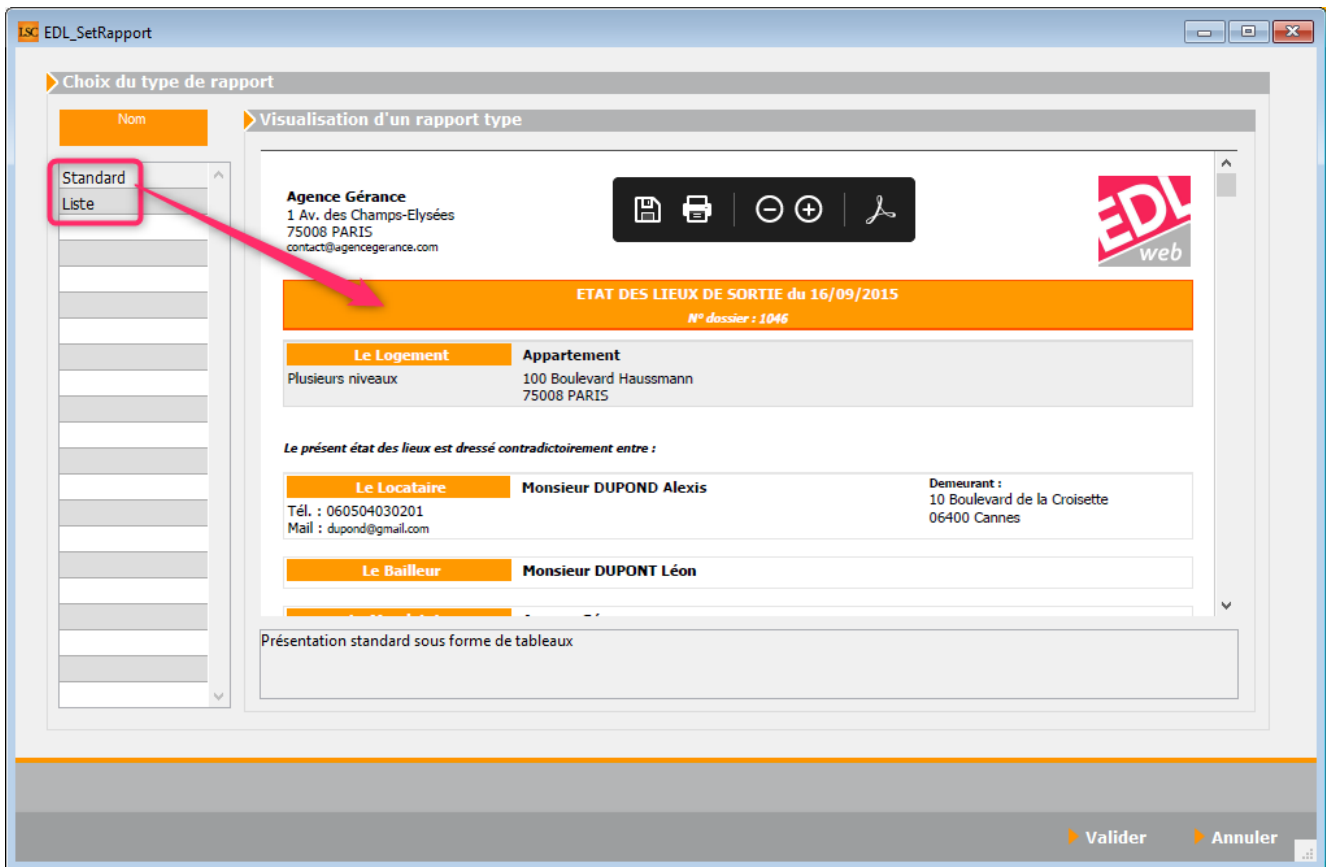 LSC EDL_SetRapport
Choix du type de rapport
Nom
Standard
Liste
Visualisation d'un rapport type
Agence Gérance
1 Av. des Champs-Elysées
75008 PARIS
contact@agencegerance.com
EDL
web
ETAT DES LIEUX DE SORTIE du 16/09/2015
N° dossier : 1046
Le Logement Appartement
Plusieurs niveaux 100 Boulevard Haussmann
75008 PARIS
Le présent état des lieux est dressé contradictoirement entre :
Le Locataire Monsieur DUPOND Alexis Demeurant :
Tél. : 060504030201 10 Boulevard de la Croisette
Mail : dupond@gmail.com 06400 Cannes
Le Bailleur Monsieur DUPONT Léon
Présentation standard sous forme de tableaux
Valider Annuler